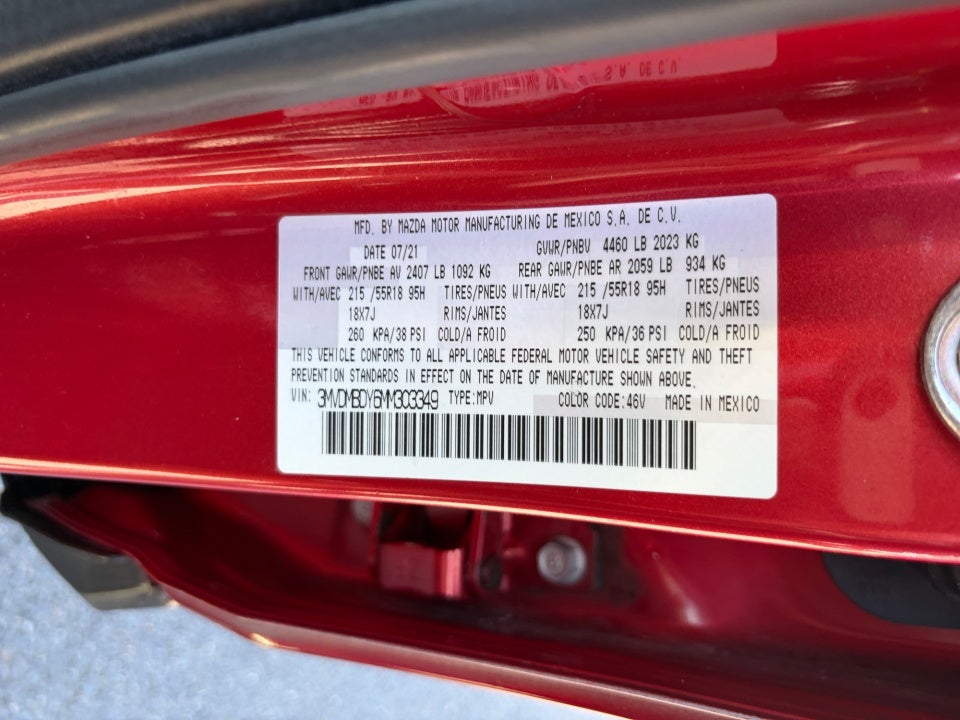 MFD. BY MAZDA MOTOR MANUFACTURING DE MEXICO S.A. DE C.V.
DATE 07/21 GVWR/PNBV 4460 LB 2023 KG
FRONT GAWR/PNBE AV 2407 LB 1092 KG REAR GAWR/PNBE AR 2059 LB 934 KG
WITH/AVEC 215 /55R18 95H TIRES/PNEUS WITH/AVEC 215 /55R18 95H TIRES/PNEUS
18X7J RIMS/JANTES 18X7J RIMS/JANTES
260 KPA/38 PSI COLD/A FROID 250 KPA/36 PSI COLD/A FROID
THIS VEHICLE CONFORMS TO ALL APPLICABLE FEDERAL MOTOR VEHICLE SAFETY AND THEFT
PREVENTION STANDARDS IN EFFECT ON THE DATE OF MANUFACTURE SHOWN ABOVE.
VIN: 3MVDMBDY6MM303349 TYPE:MPV COLOR CODE:46V MADE IN MEXICO